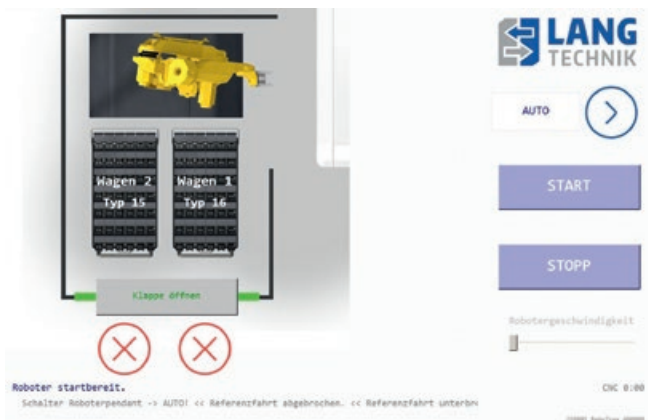 LANG
TECHNIK
AUTO
Wagen 2
Typ 15
Wagen 1
Typ 16
START
STOPP
Klappe öffnen
Robotergeschwindigkeit
Roboter startbereit.
CNC 0:00
Schalter Roboterpendant -> AUTO! << Referenzfahrt abgebrochen. << Referenzfahrt unterbr